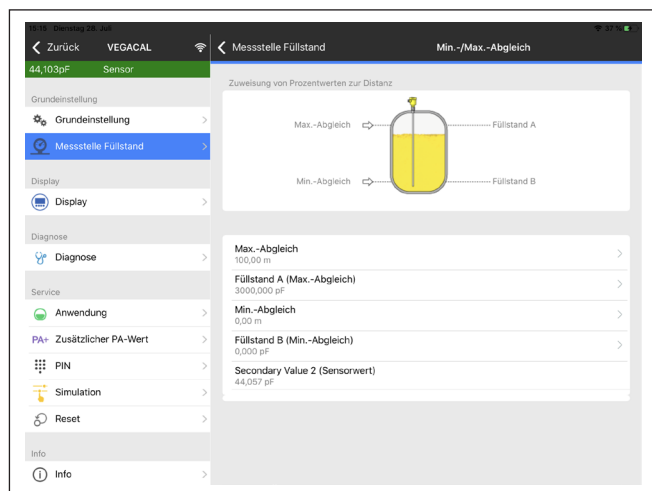 19:15 Dienstag 28. Juli
37 %
Zurück VEGACAL
Messstelle Füllstand
Min.-/Max.-Abgleich
44,103pF Sensor
Grundeinstellung
Grundeinstellung
Messstelle Füllstand
Display
Display
Diagnose
Diagnose
Service
Anwendung
PA+ Zusätzlicher PA-Wert
PIN
Simulation
Reset
Info
Info
Zuweisung von Prozentwerten zur Distanz
Max.-Abgleich
Füllstand A
Min.-Abgleich
Füllstand B
Max.-Abgleich
100,00 m
Füllstand A (Max.-Abgleich)
3000,000 pF
Min.-Abgleich
0,00 m
Füllstand B (Min.-Abgleich)
0,000 pF
Secondary Value 2 (Sensorwert)
44,057 pF